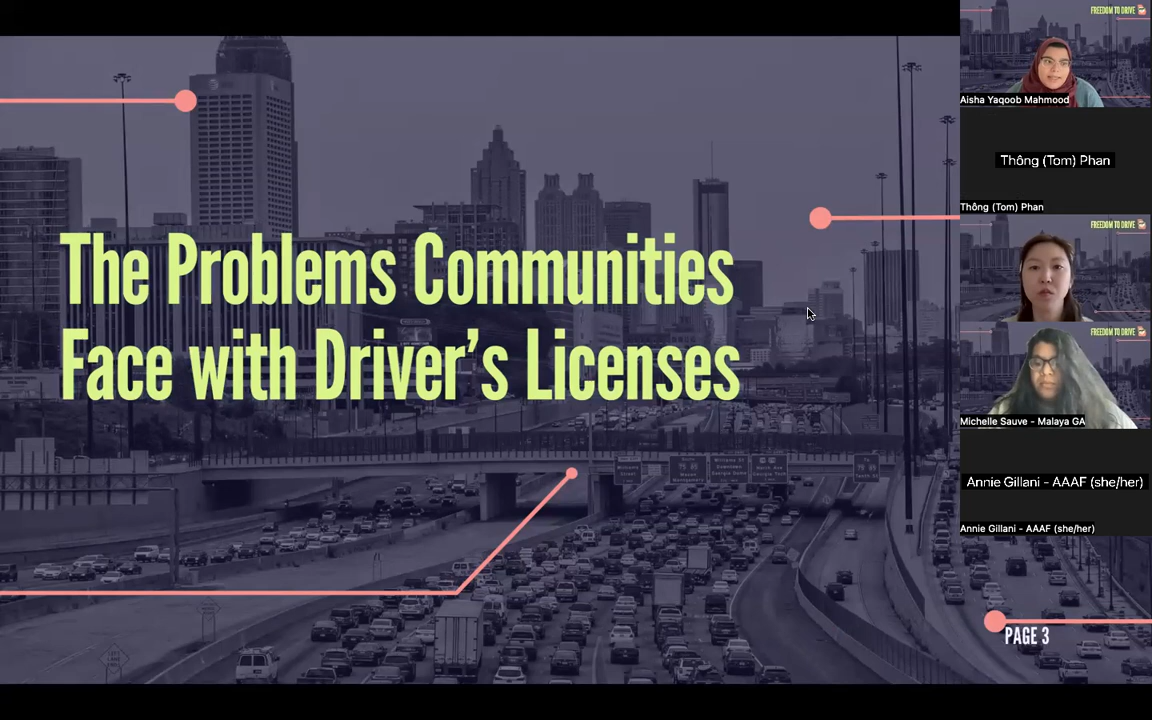 The Problems Communities
Face with Driver's Licenses
PAGE 3
FREEDOM TO DRIVE
Aisha Yaqoob Mahmood
Thông (Tom) Phan
Thông (Tom) Phan
FREEDOM TO DRIVE
FREEDOM TO DRIVE
Michelle Sauve - Malaya GA
Annie Gillani - AAAF (she/her)
Annie Gillani - AAAF (she/her)